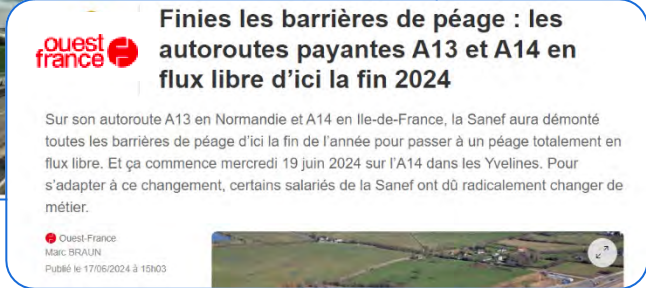 ouest
france
Finies les barrières de péage : les
autoroutes payantes A13 et A14 en
flux libre d'ici la fin 2024
Sur son autoroute A13 en Normandie et A14 en Ile-de-France, la Sanef aura démonté
toutes les barrières de péage d'ici la fin de l'année pour passer à un péage totalement en
flux libre. Et ça commence mercredi 19 juin 2024 sur l'A14 dans les Yvelines. Pour
s'adapter à ce changement, certains salariés de la Sanef ont dû radicalement changer de
métier.
Ouest-France
Marc BRAUN
Publié le 17/06/2024 à 15h03